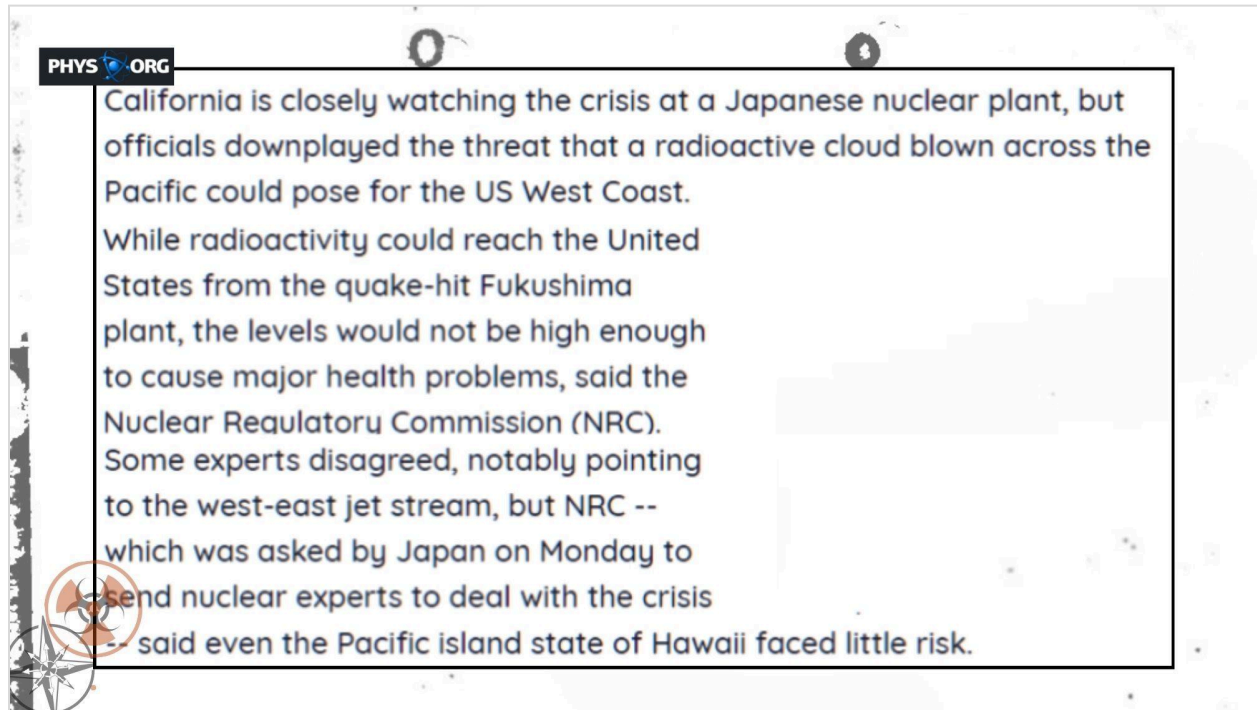 PHYS ORG
California is closely watching the crisis at a Japanese nuclear plant, but
officials downplayed the threat that a radioactive cloud blown across the
Pacific could pose for the US West Coast.
While radioactivity could reach the United
States from the quake-hit Fukushima
plant, the levels would not be high enough
to cause major health problems, said the
Nuclear Regulatory Commission (NRC).
Some experts disagreed, notably pointing
to the west-east jet stream, but NRC --
which was asked by Japan on Monday to
send nuclear experts to deal with the crisis
-- said even the Pacific island state of Hawaii faced little risk.